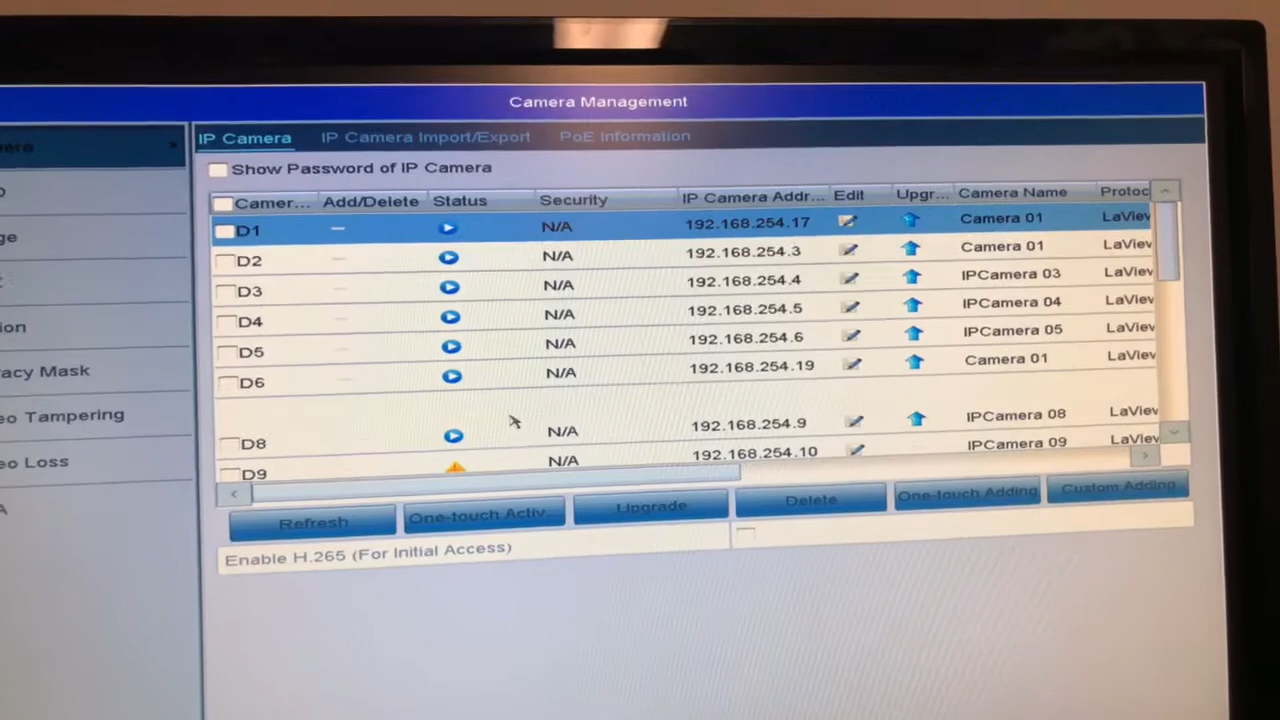 Camera Management
IP Camera IP Camera Import/Export PoE Information
Show Password of IP Camera
Camer... Add/Delete Status Security IP Camera Addr... Edit Upgr... Camera Name Protoc
D1 N/A 192.168.254.17 Camera 01 LaView
D2 N/A 192.168.254.3 Camera 01 LaView
D3 N/A 192.168.254.4 IPCamera 03 LaView
D4 N/A 192.168.254.5 IPCamera 04 LaView
D5 N/A 192.168.254.6 IPCamera 05 LaView
D6 N/A 192.168.254.19 Camera 01 LaView
D8 N/A 192.168.254.9 IPCamera 08 LaView
D9 N/A 192.168.254.10 IPCamera 09 LaView
Refresh One-touch Activ... Upgrade Delete One-touch Adding Custom Adding
Enable H.265 (For Initial Access)
ge
ion
acy Mask
eo Tampering
eo Loss